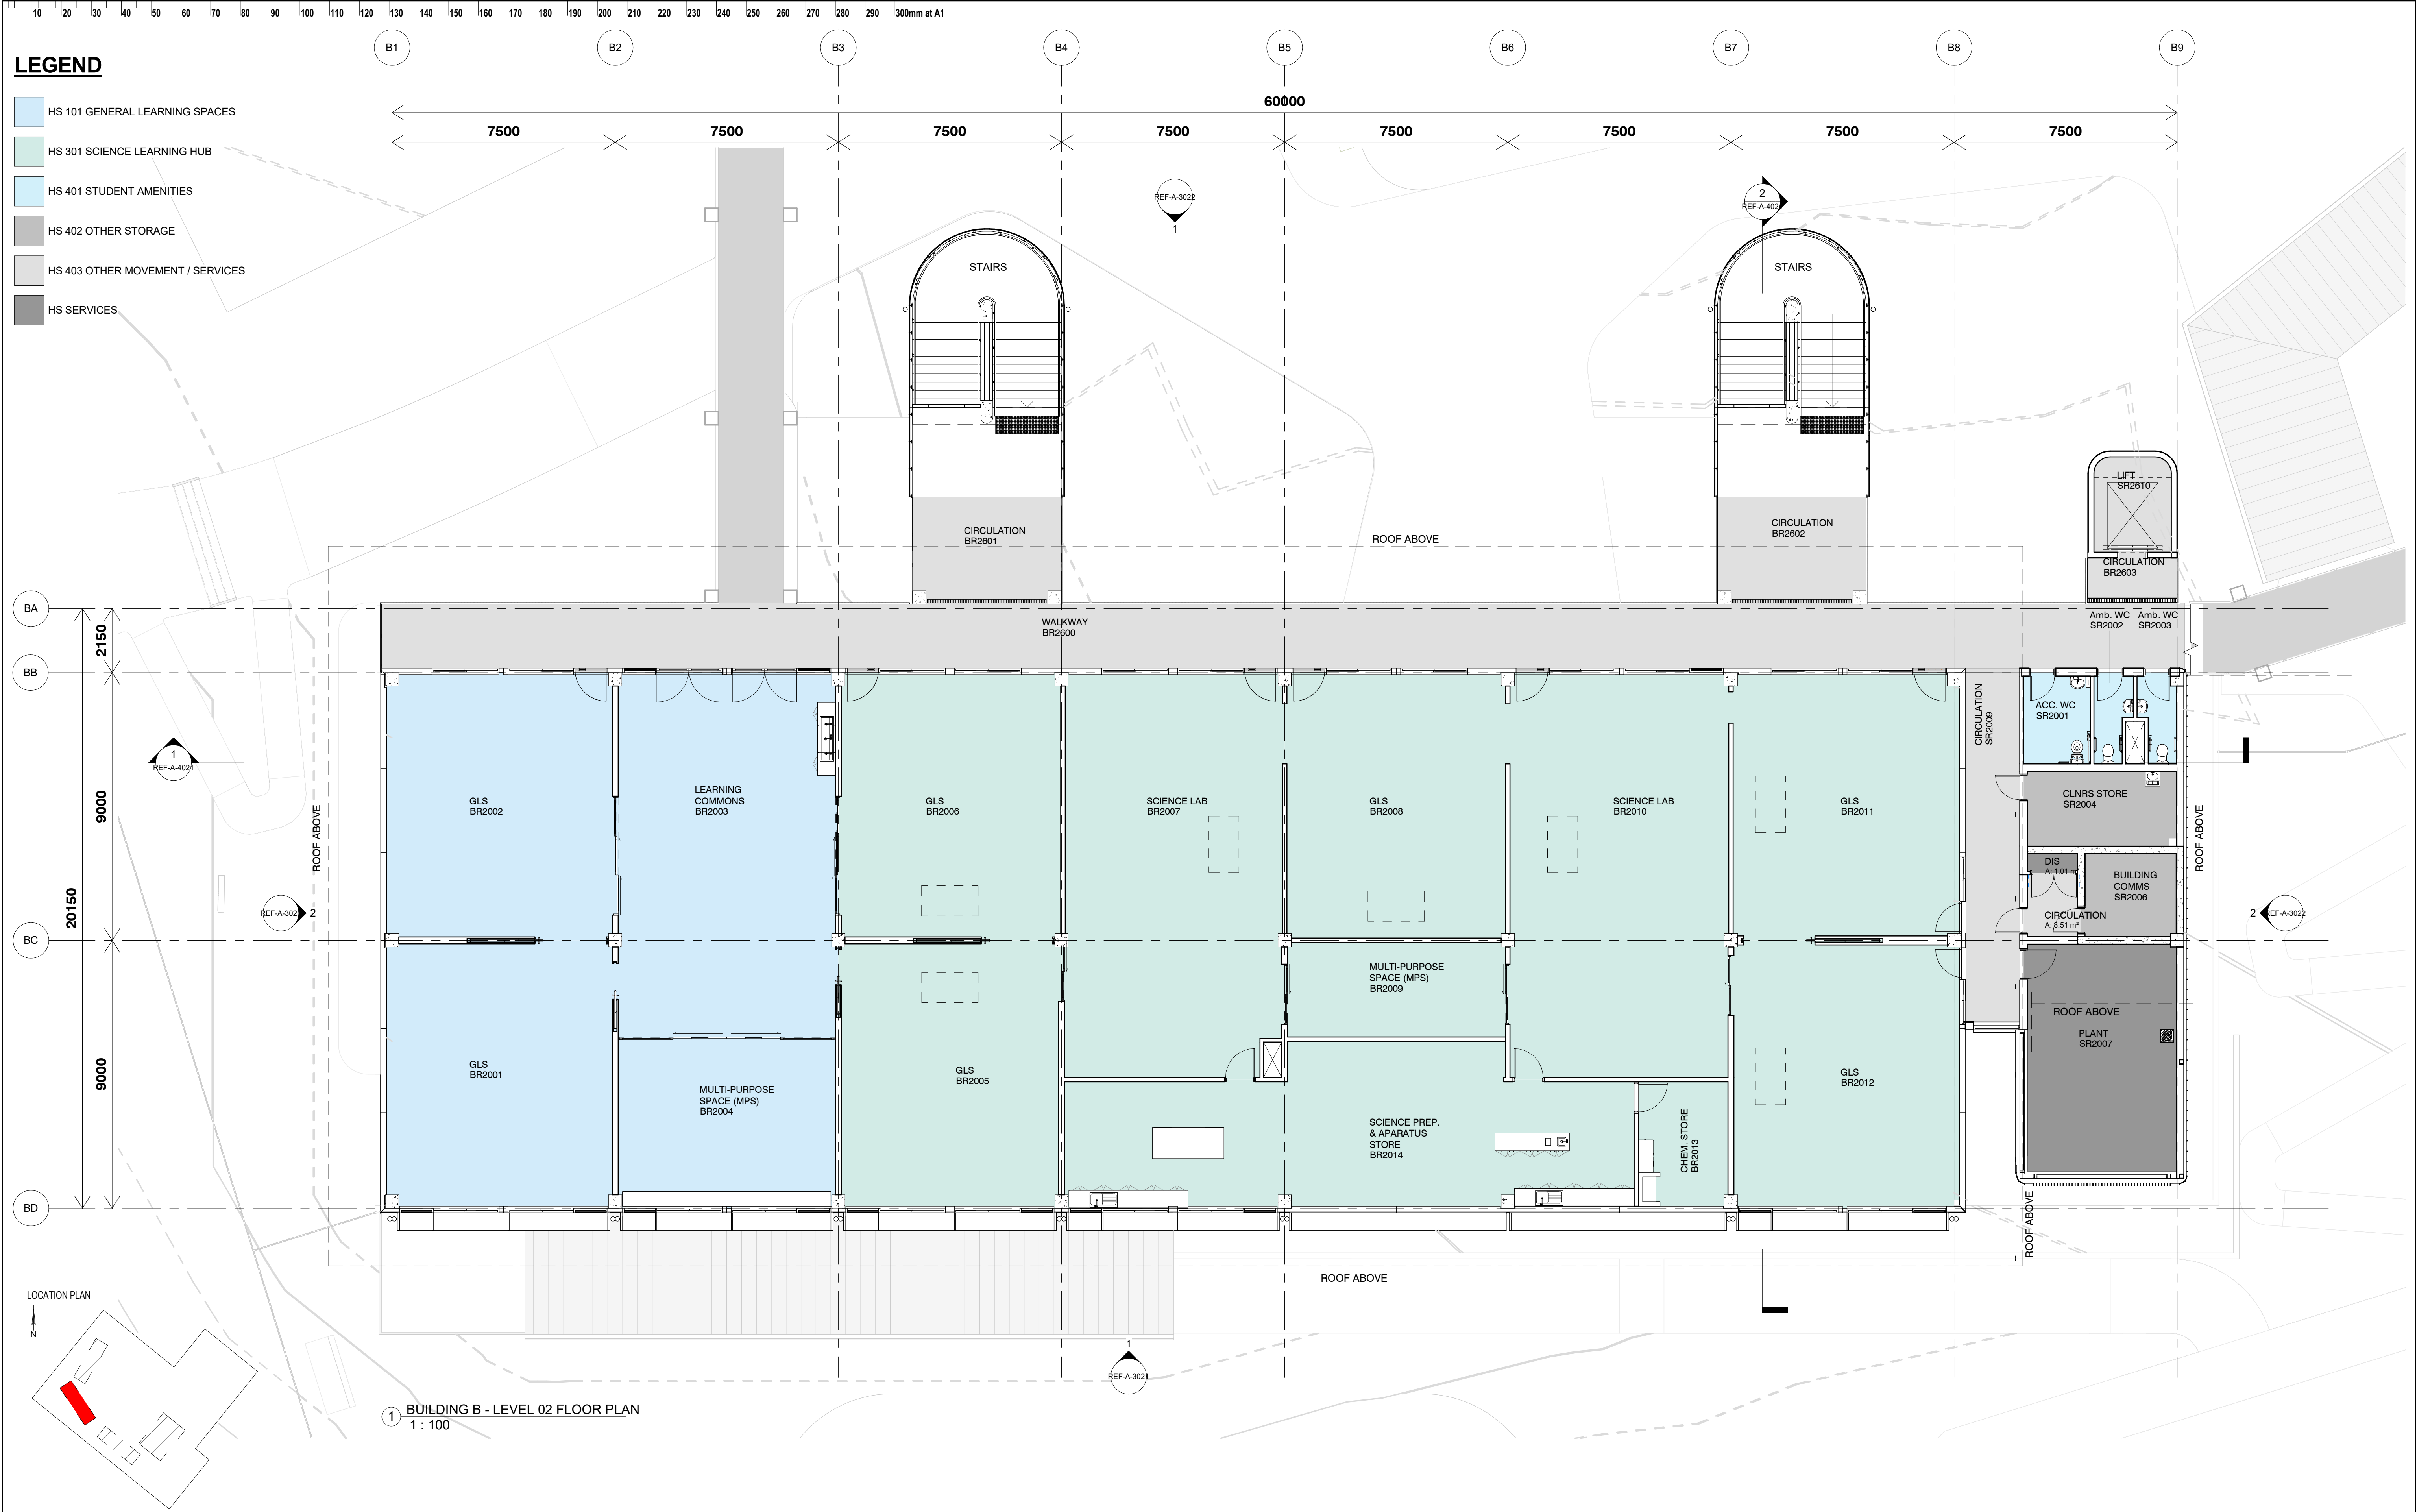 10 20 30 40 50 60 70 80 90 100 110 120 130 140 150 160 170 180 190 200 210 220 230 240 250 260 270 280 290 300mm at A1
B1 B2 B3 B4 B5 B6 B7 B8 B9
LEGEND
HS 101 GENERAL LEARNING SPACES
HS 301 SCIENCE LEARNING HUB
HS 401 STUDENT AMENITIES
HS 402 OTHER STORAGE
HS 403 OTHER MOVEMENT / SERVICES
HS SERVICES
60000
7500 7500 7500 7500 7500 7500 7500 7500
REF-A-3022
1
2
REF-A-402
STAIRS
STAIRS
LIFT
SR2610
CIRCULATION
BR2601
CIRCULATION
BR2602
ROOF ABOVE
CIRCULATION
BR2603
BA
BB
BC
BD
2150
9000
9000
20150
WALKWAY
BR2600
Amb. WC
SR2002
Amb. WC
SR2003
1
REF-A-4021
REF-A-302
2
ROOF ABOVE
GLS
BR2002
LEARNING
COMMONS
BR2003
GLS
BR2006
SCIENCE LAB
BR2007
GLS
BR2008
SCIENCE LAB
BR2010
GLS
BR2011
CIRCULATION
SR2009
ACC. WC
SR2001
CLNRS STORE
SR2004
ROOF ABOVE
DIS
A: 1.01 m
BUILDING
COMMS
SR2006
CIRCULATION
A: 3.51 m²
2
REF-A-3022
MULTI-PURPOSE
SPACE (MPS)
BR2009
ROOF ABOVE
PLANT
SR2007
GLS
BR2001
MULTI-PURPOSE
SPACE (MPS)
BR2004
GLS
BR2005
SCIENCE PREP.
& APARATUS
STORE
BR2014
CHEM. STORE
BR2013
GLS
BR2012
ROOF ABOVE
ROOF ABOVE
1
REF-A-3021
LOCATION PLAN
N
1
BUILDING B - LEVEL 02 FLOOR PLAN
1 : 100